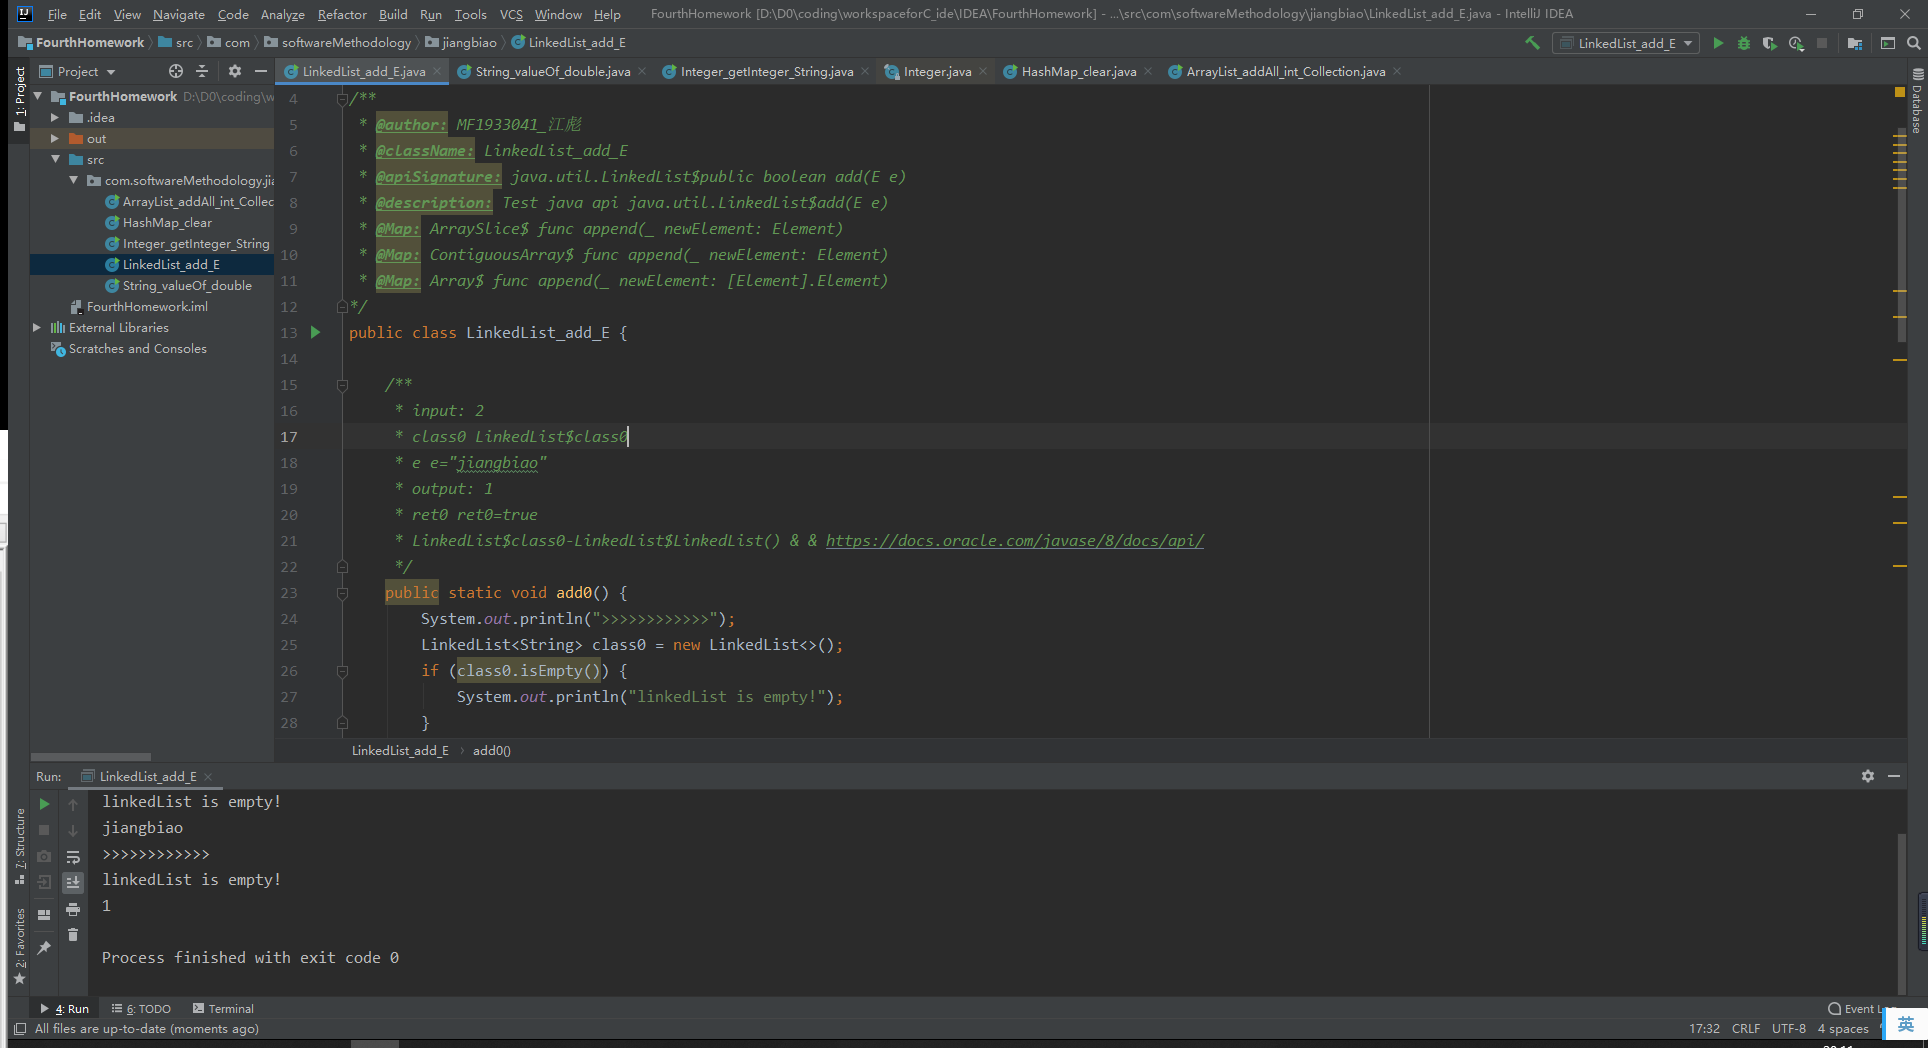 File Edit View Navigate Code Analyze Refactor Build Run Tools VCS Window Help FourthHomework [D:\D0\coding\workspaceforC_ide\IDEA\FourthHomework] - ...\src\com\softwareMethodology\jiangbiao\LinkedList_add_E.java - IntelliJ IDEA
FourthHomework src com softwareMethodology jiangbiao LinkedList_add_E LinkedList_add_E
Project LinkedList_add_E.java String_valueOf_double.java Integer_getInteger_String.java Integer.java HashMap_clear.java ArrayList_addAll_int_Collection.java
1: Project
Database
FourthHomework D:\D0\coding\w
.idea
out
src
com.softwareMethodology.jia
ArrayList_addAll_int_Collec
HashMap_clear
Integer_getInteger_String
LinkedList_add_E
String_valueOf_double
FourthHomework.iml
External Libraries
Scratches and Consoles
4 /**
5 * @author: MF1933041_江彪
6 * @className: LinkedList_add_E
7 * @apiSignature: java.util.LinkedList$public boolean add(E e)
8 * @description: Test java api java.util.LinkedList$add(E e)
9 * @Map: ArraySlice$ func append(_ newElement: Element)
10 * @Map: ContiguousArray$ func append(_ newElement: Element)
11 * @Map: Array$ func append(_ newElement: [Element].Element)
12 */
13 public class LinkedList_add_E {
14
15 /**
16 * input: 2
17 * class0 LinkedList$class0
18 * e e="jiangbiao"
19 * output: 1
20 * ret0 ret0=true
21 * LinkedList$class0-LinkedList$LinkedList() & & https://docs.oracle.com/javase/8/docs/api/
22 */
23 public static void add0() {
24 System.out.println(">>>>>>>>>>>>");
25 LinkedList<String> class0 = new LinkedList<>();
26 if (class0.isEmpty()) {
27 System.out.println("linkedList is empty!");
28 }
LinkedList_add_E add0()
Run: LinkedList_add_E
linkedList is empty!
jiangbiao
>>>>>>>>>>>>
linkedList is empty!
1
Process finished with exit code 0
7: Structure
2: Favorites
4: Run 6: TODO Terminal Event L
All files are up-to-date (moments ago) 17:32 CRLF UTF-8 4 spaces
英